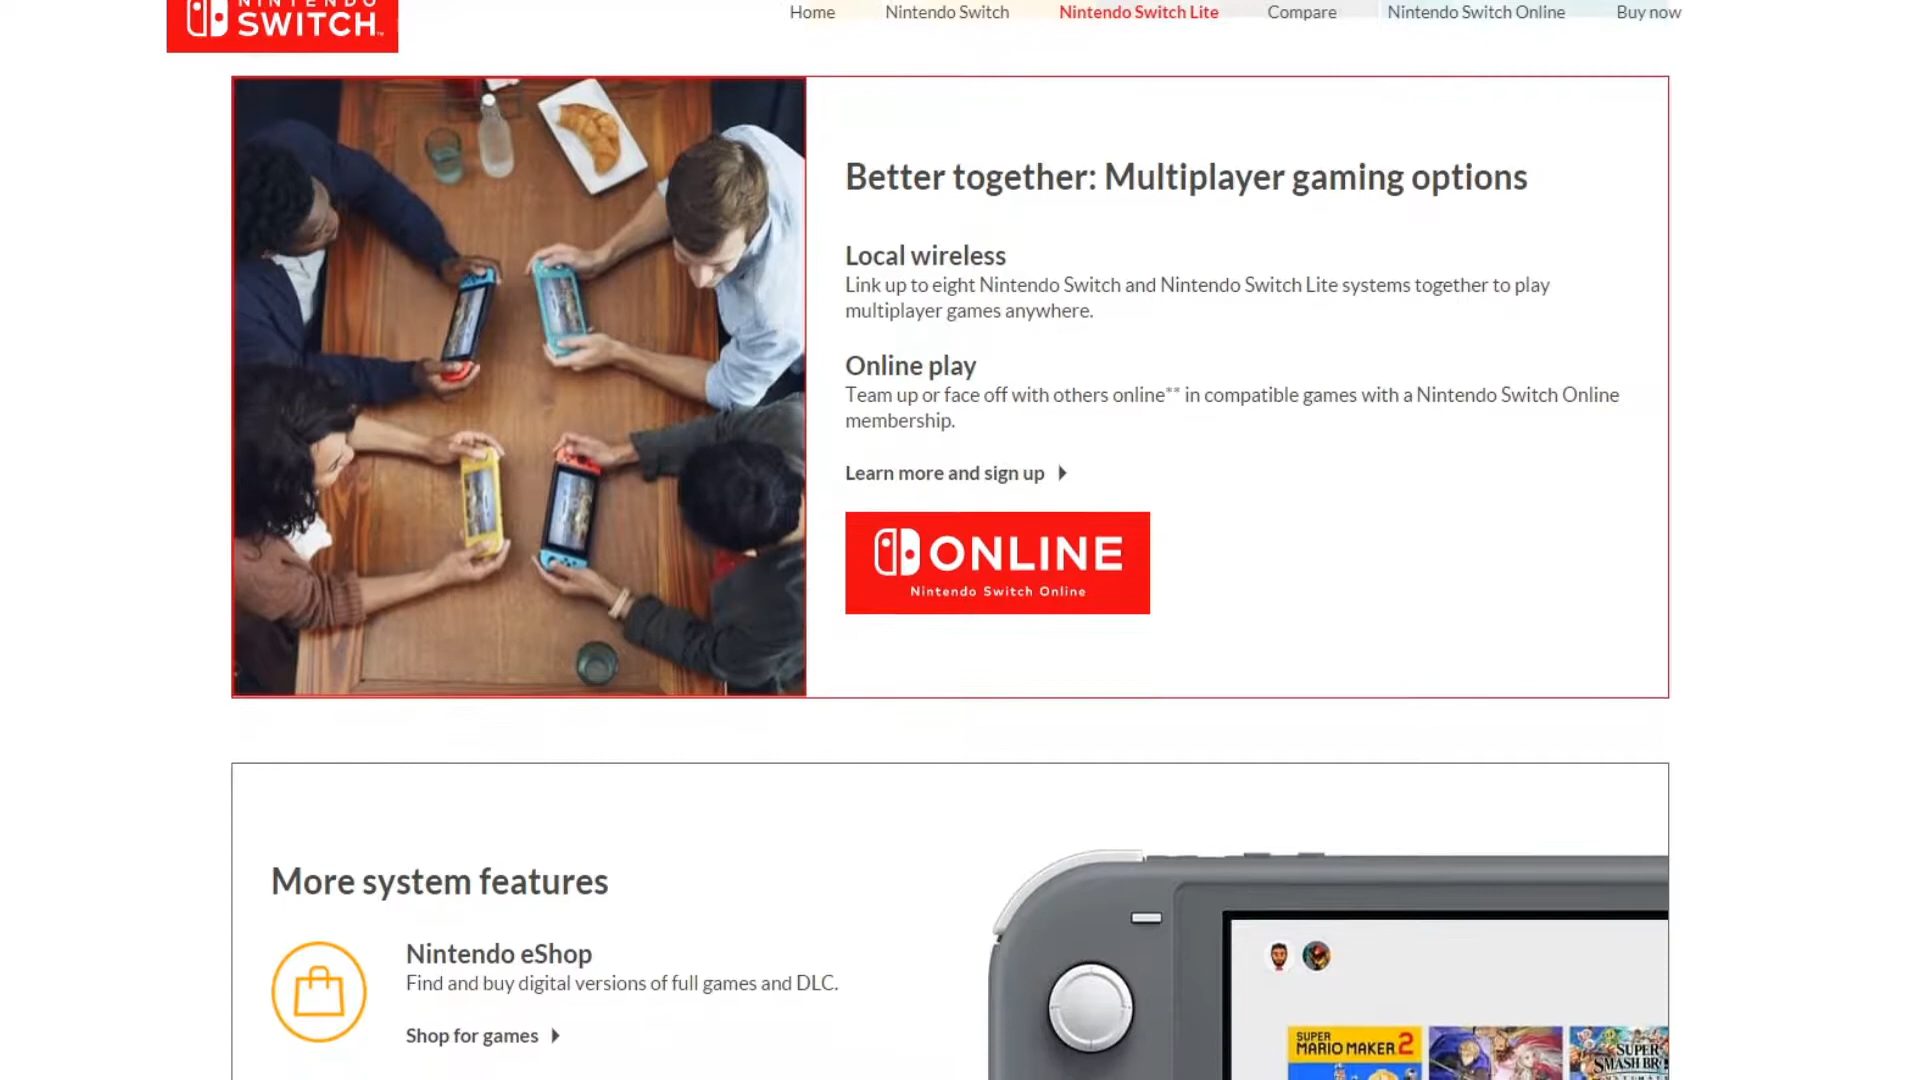 NINTENDO
SWITCH
Home Nintendo Switch Nintendo Switch Lite Compare Nintendo Switch Online Buy now
Better together: Multiplayer gaming options
Local wireless
Link up to eight Nintendo Switch and Nintendo Switch Lite systems together to play
multiplayer games anywhere.
Online play
Team up or face off with others online** in compatible games with a Nintendo Switch Online
membership.
Learn more and sign up
ONLINE
Nintendo Switch Online
More system features
Nintendo eShop
Find and buy digital versions of full games and DLC.
Shop for games
SUPER
MARIO MAKER 2
SUPER
SMASH BR